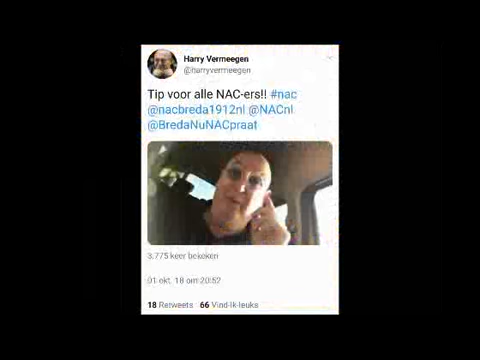 Harry Vermeegen
@harryvermeegen
Tip voor alle NAC-ers!! #nac
@nacbreda1912nl @NACnl
@BredaNuNACpraat
3.775 keer bekeken
01 okt. 18 om 20:52
18 Retweets 66 Vind-ik-leuks